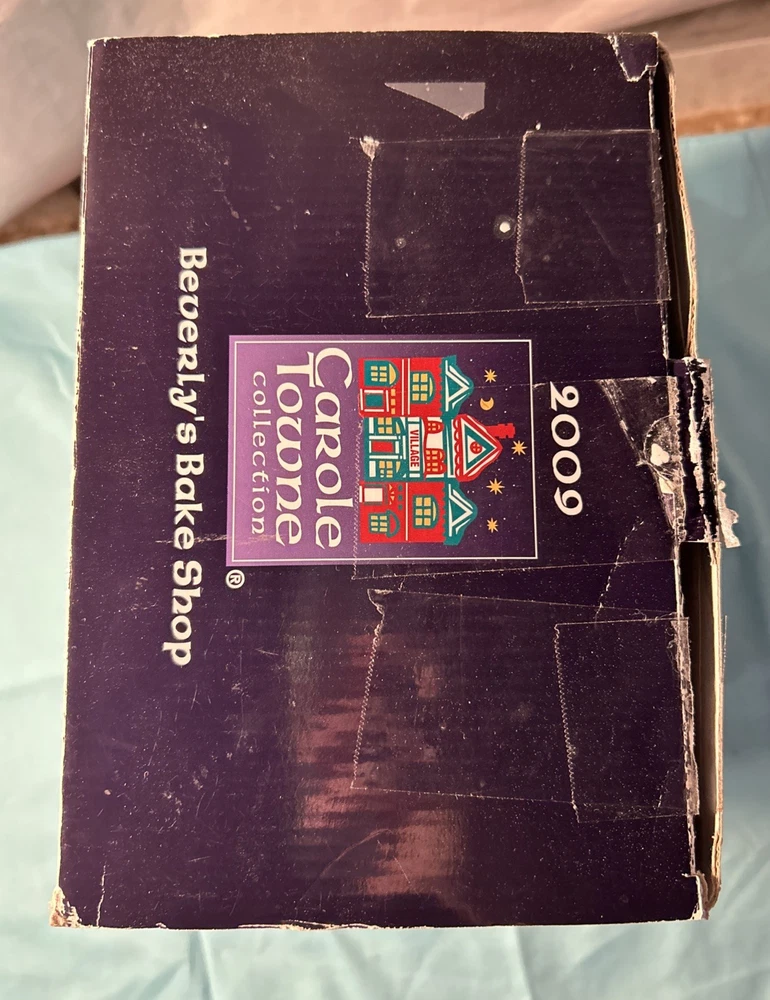 2009
VILLAGE
Carole
Towne
collection
®
Beverly's Bake Shop